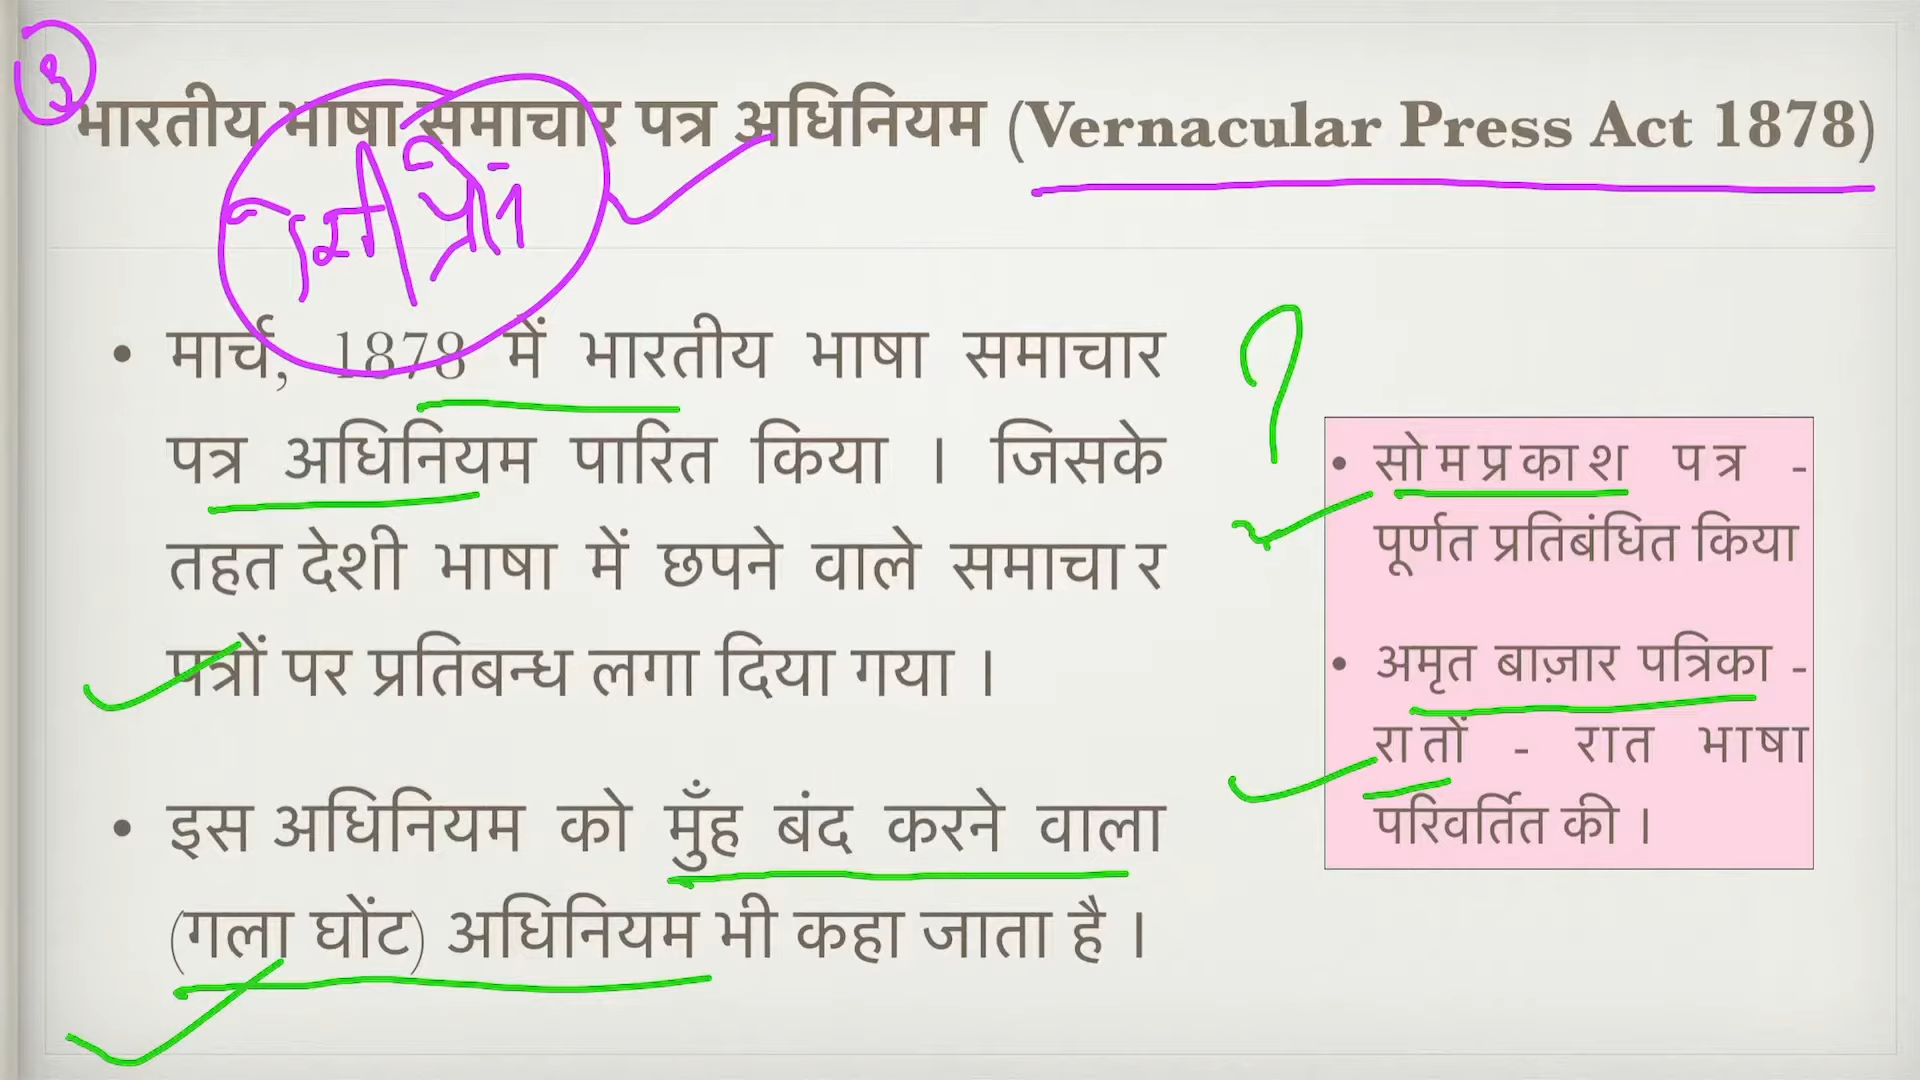 ३
भारतीय भाषा समाचार पत्र अधिनियम (Vernacular Press Act 1878)
• मार्च, 1878 में भारतीय भाषा समाचार
पत्र अधिनियम पारित किया । जिसके
तहत देशी भाषा में छपने वाले समाचार
पत्रों पर प्रतिबन्ध लगा दिया गया ।
• इस अधिनियम को मुँह बंद करने वाला
(गला घोंट) अधिनियम भी कहा जाता है ।
?
• सोमप्रकाश पत्र -
पूर्णत प्रतिबंधित किया
• अमृत बाज़ार पत्रिका -
रातों - रात भाषा
परिवर्तित की ।